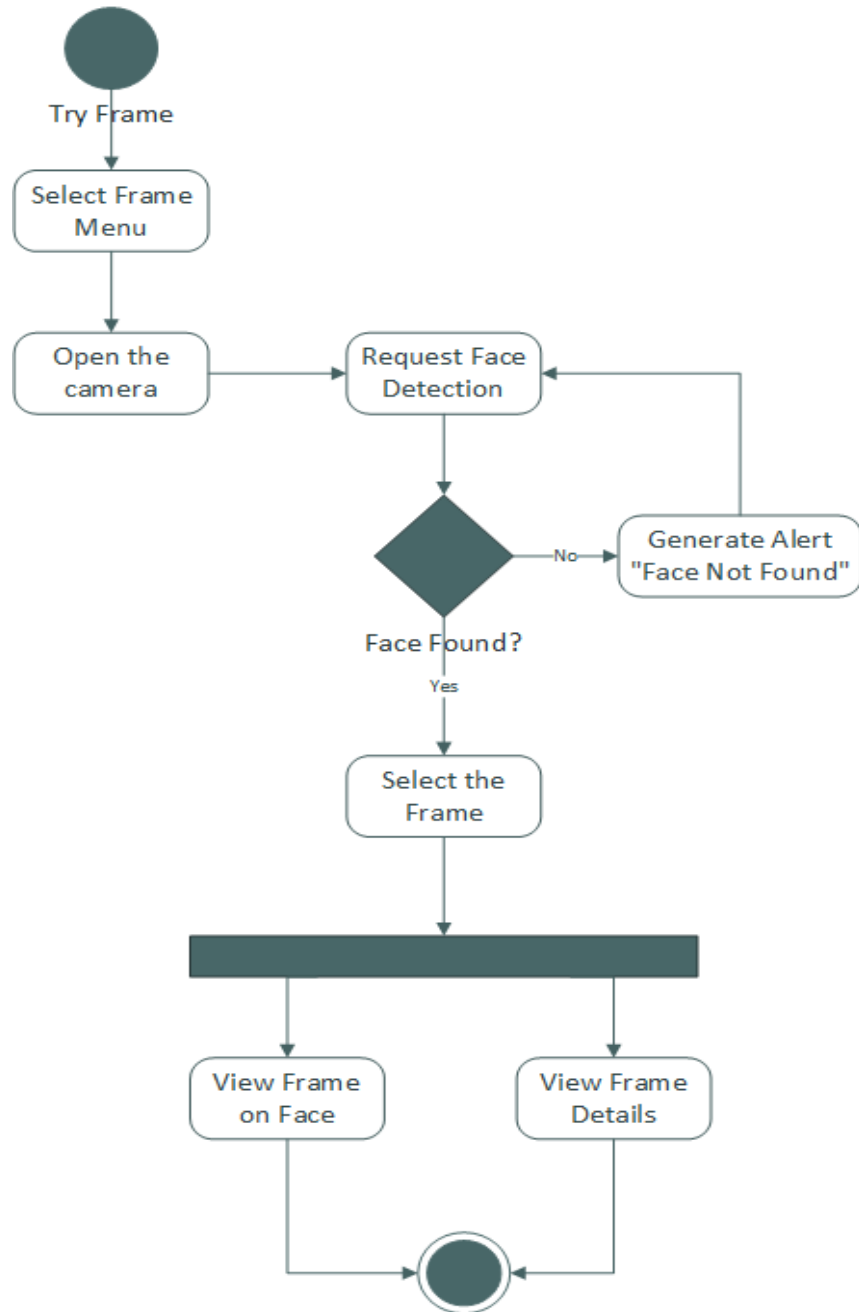 Try Frame
Select Frame
Menu
Open the
camera
Request Face
Detection
No
Generate Alert
"Face Not Found"
Face Found?
Yes
Select the
Frame
View Frame
on Face
View Frame
Details